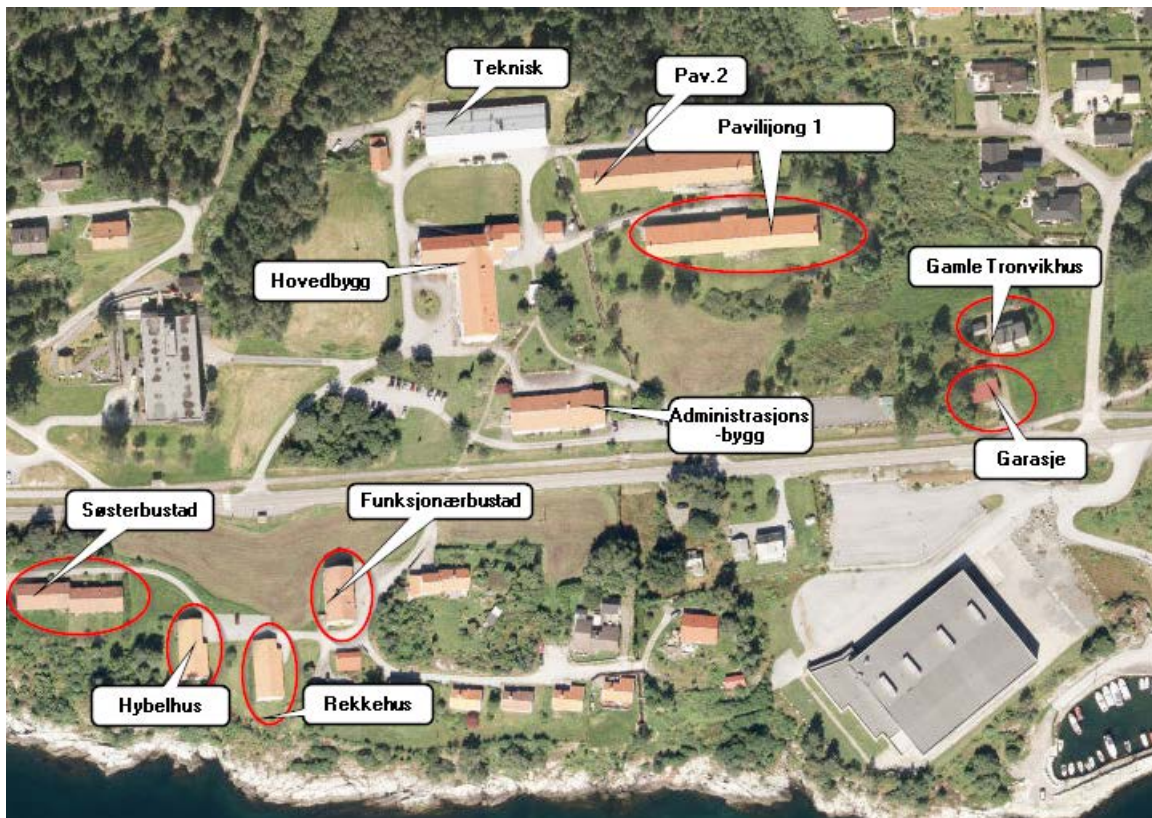 Teknisk
Pav.2
Pavilijong 1
Gamle Tronvikhus
Hovedbygg
Administrasjons
-bygg
Garasje
Funksjonærbustad
Søsterbustad
Hybelhus
Rekkehus